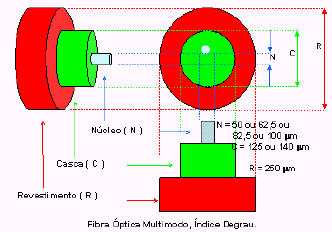 R
C
N
Núcleo ( N )
N = 50 ou 62,5 ou
82,5 ou 100 µm
C = 125 ou 140 µm
Casca ( C )
R = 250 µm
Revestimento ( R )
Fibra Óptica Multimodo, Índice Degrau.